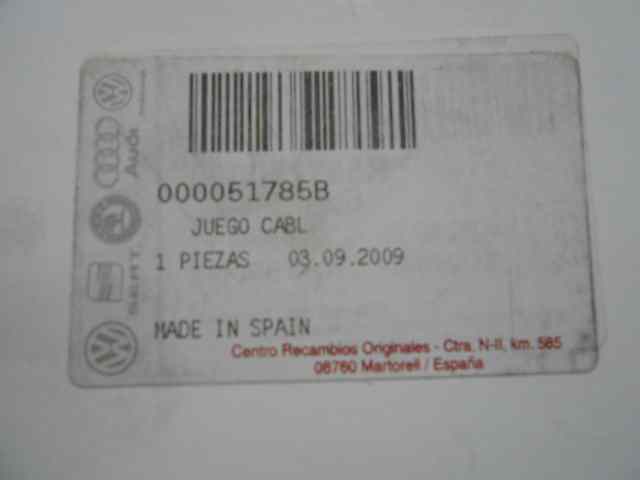 000051785B
JUEGO CABL
1 PIEZAS 03.09.2009
MADE IN SPAIN
Centro Recambios Originales - Ctra. N-II, km. 585
08760 Martorell / España
Audi
SEAT